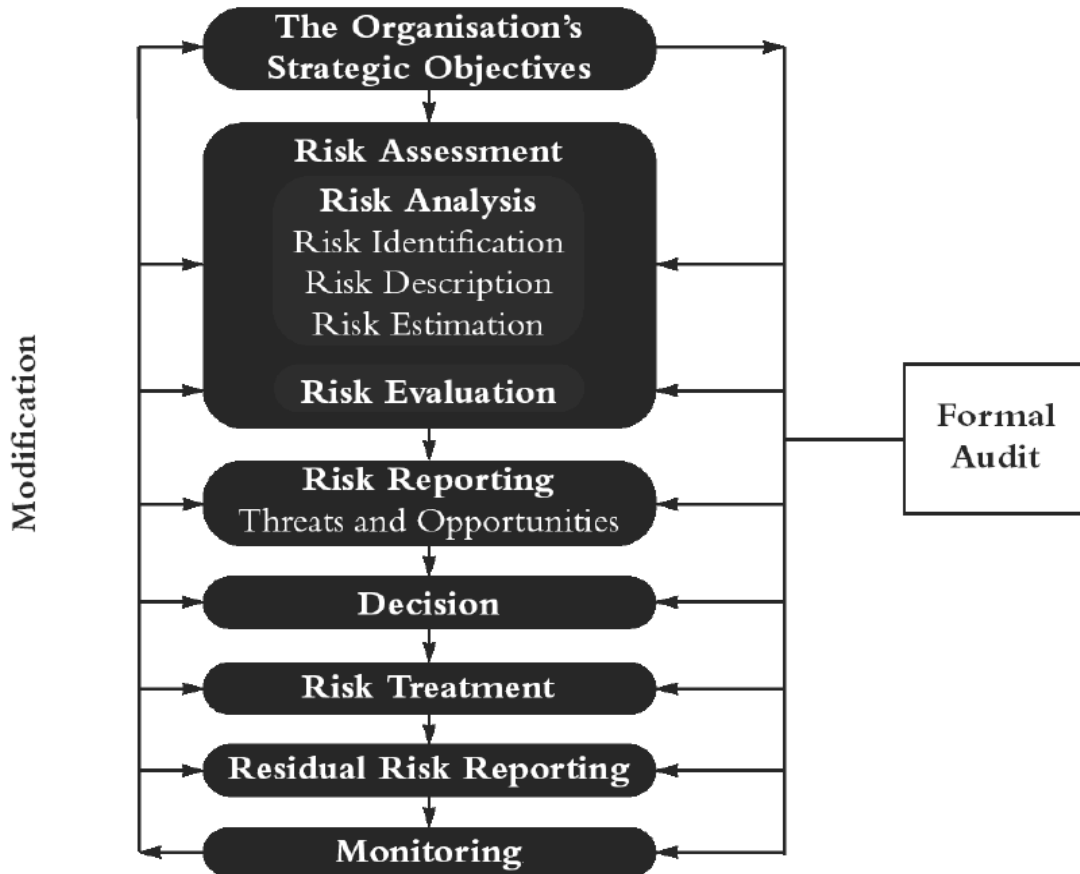 The Organisation's
Strategic Objectives
Risk Assessment
Risk Analysis
Risk Identification
Risk Description
Risk Estimation
Risk Evaluation
Modification
Formal
Audit
Risk Reporting
Threats and Opportunities
Decision
Risk Treatment
Residual Risk Reporting
Monitoring